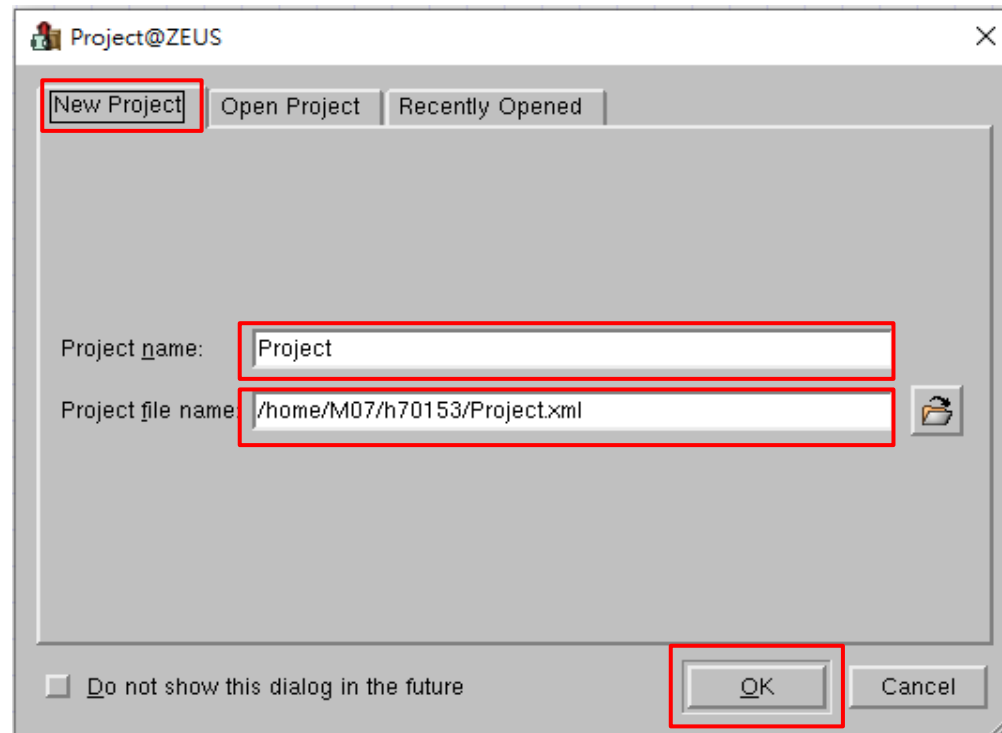 Project@ZEUS
New Project Open Project Recently Opened
Project name: Project
Project file name: /home/M07/h70153/Project.xml
Do not show this dialog in the future OK Cancel